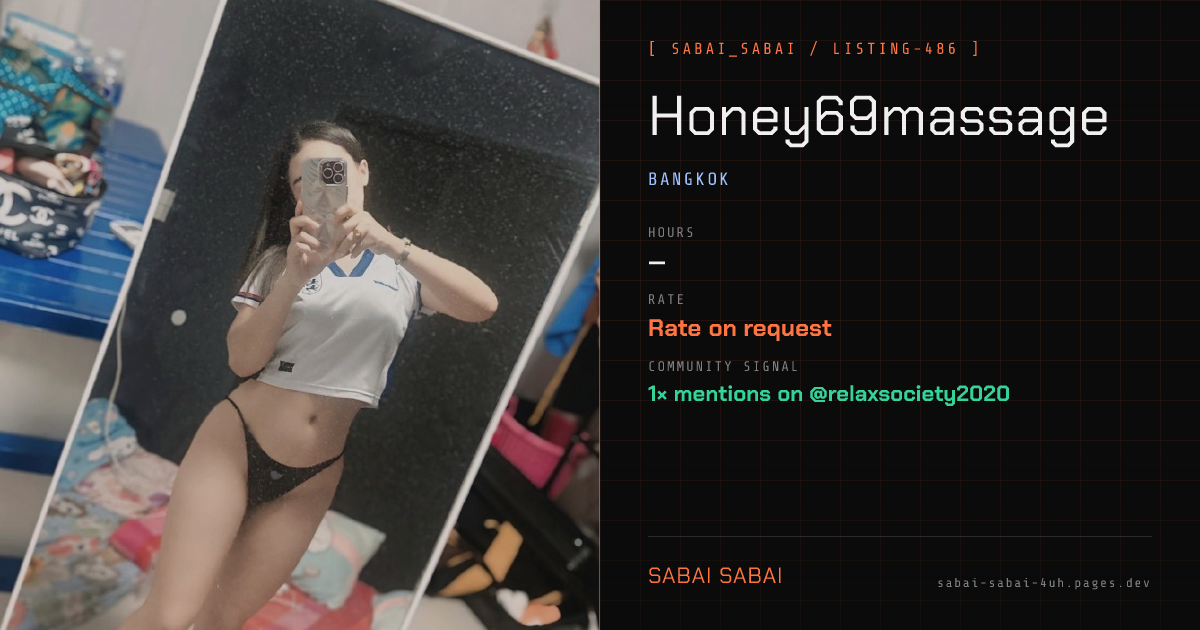 [ SABAI_SABAI / LISTING-486 ]
Honey69massage
BANGKOK
HOURS
—
RATE
Rate on request
COMMUNITY SIGNAL
1× mentions on @relaxsociety2020
SABAI SABAI
sabai-sabai-4uh.pages.dev